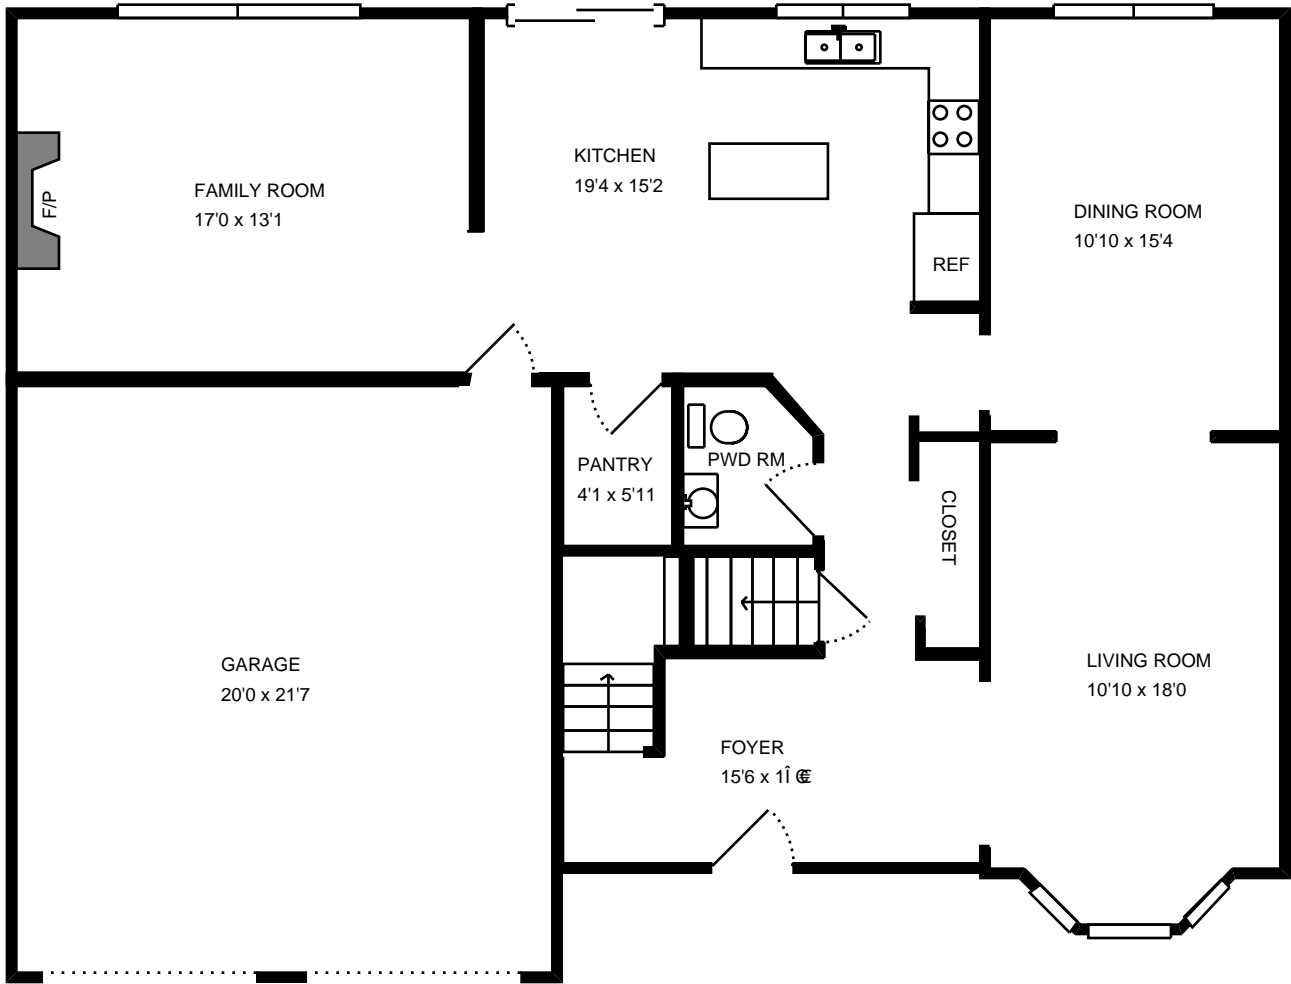 FAMILY ROOM
17'0 x 13'1
F/P
KITCHEN
19'4 x 15'2
REF
DINING ROOM
10'10 x 15'4
PANTRY
4'1 x 5'11
PWD RM
CLOSET
GARAGE
20'0 x 21'7
FOYER
15'6 x
LIVING ROOM
10'10 x 18'0